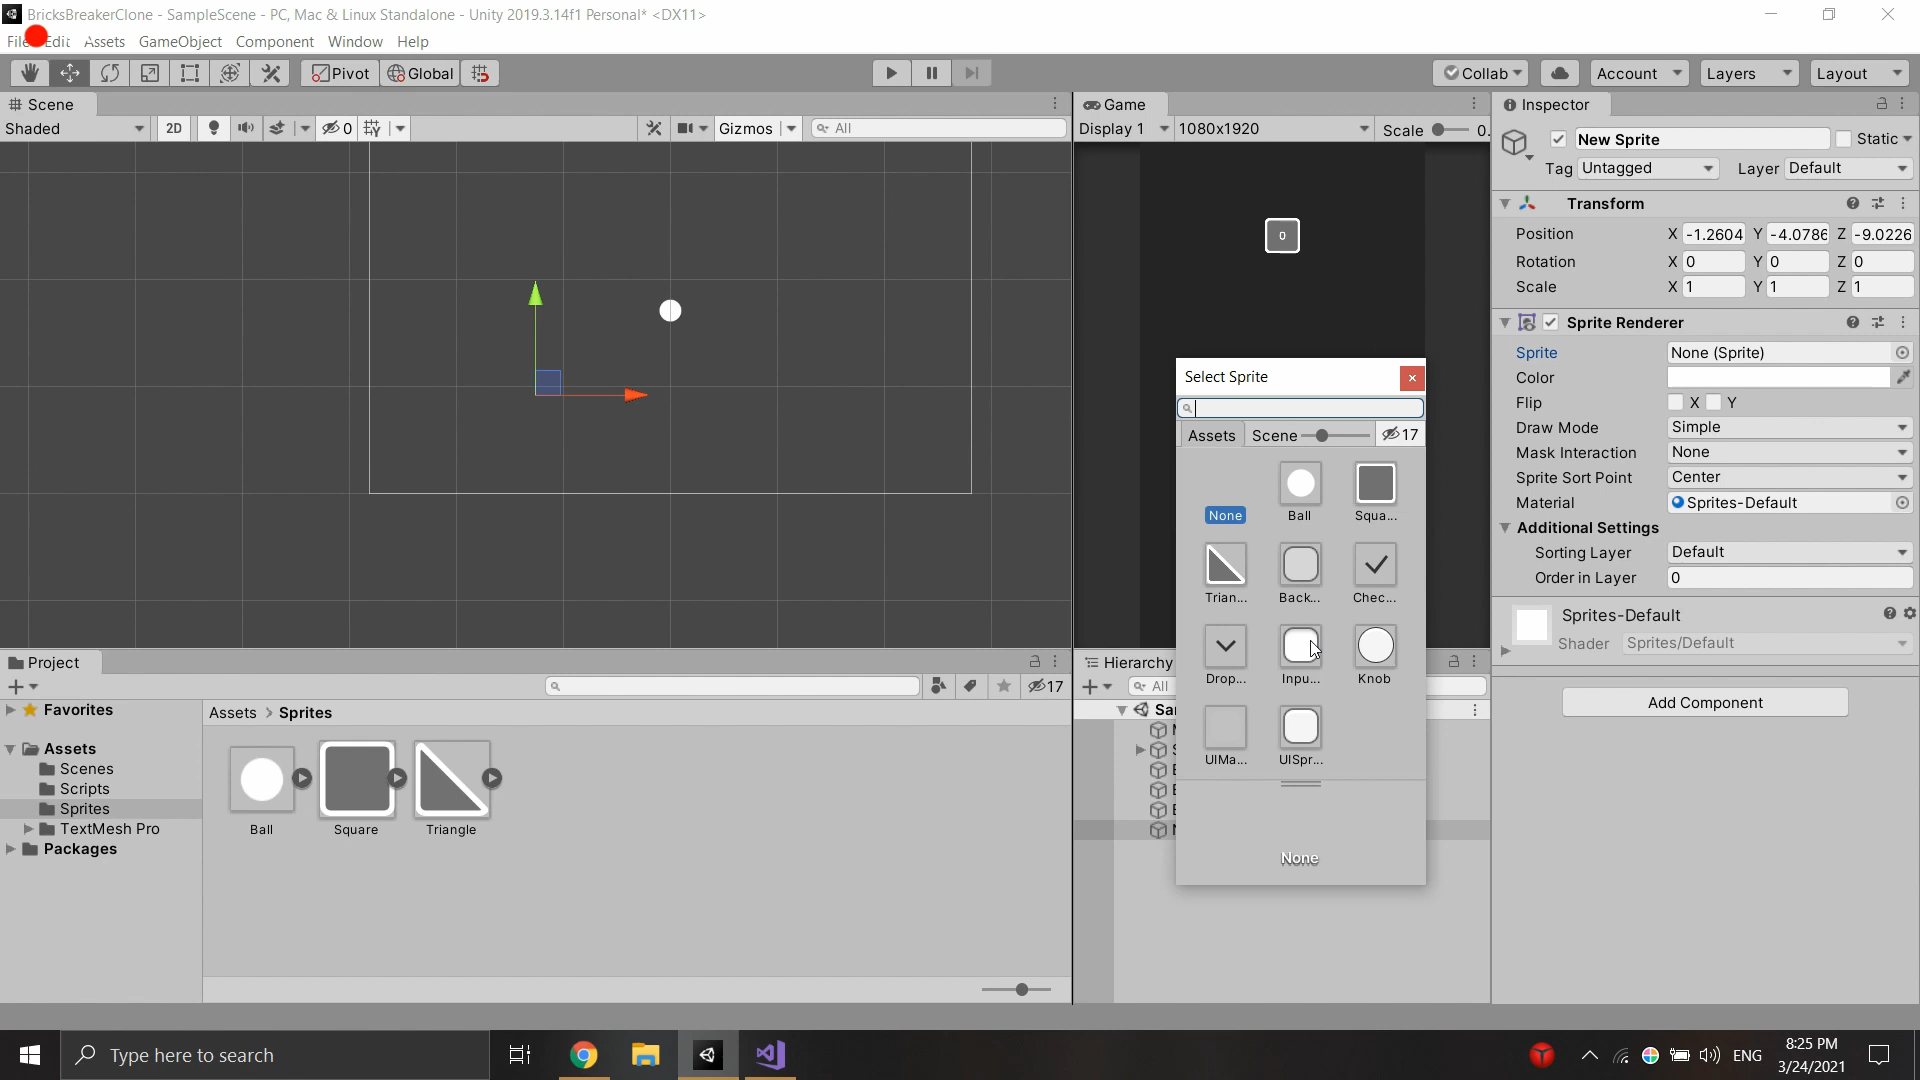 BricksBreakerClone - SampleScene - PC, Mac & Linux Standalone - Unity 2019.3.14f1 Personal* <DX11>
File Edit Assets GameObject Component Window Help
Pivot Global Collab Account Layers Layout
Scene
Shaded 2D 0 Gizmos All
Game
Display 1 1080x1920 Scale 0.
0
Inspector
New Sprite Static
Tag Untagged Layer Default
Transform
Position X -1.2604 Y -4.0786 Z -9.0226
Rotation X 0 Y 0 Z 0
Scale X 1 Y 1 Z 1
Sprite Renderer
Sprite None (Sprite)
Color
Flip X Y
Draw Mode Simple
Mask Interaction None
Sprite Sort Point Center
Material Sprites-Default
Additional Settings
Sorting Layer Default
Order in Layer 0
Sprites-Default
Shader Sprites/Default
Add Component
Select Sprite
Assets Scene 17
None Ball Squa...
Trian... Back... Chec...
Drop... Inpu... Knob
UIMa... UISpr...
None
Project
17
Favorites
Assets
Scenes
Scripts
Sprites
TextMesh Pro
Packages
Assets > Sprites
Ball Square Triangle
Hierarchy
All
Type here to search
ENG
8:25 PM
3/24/2021